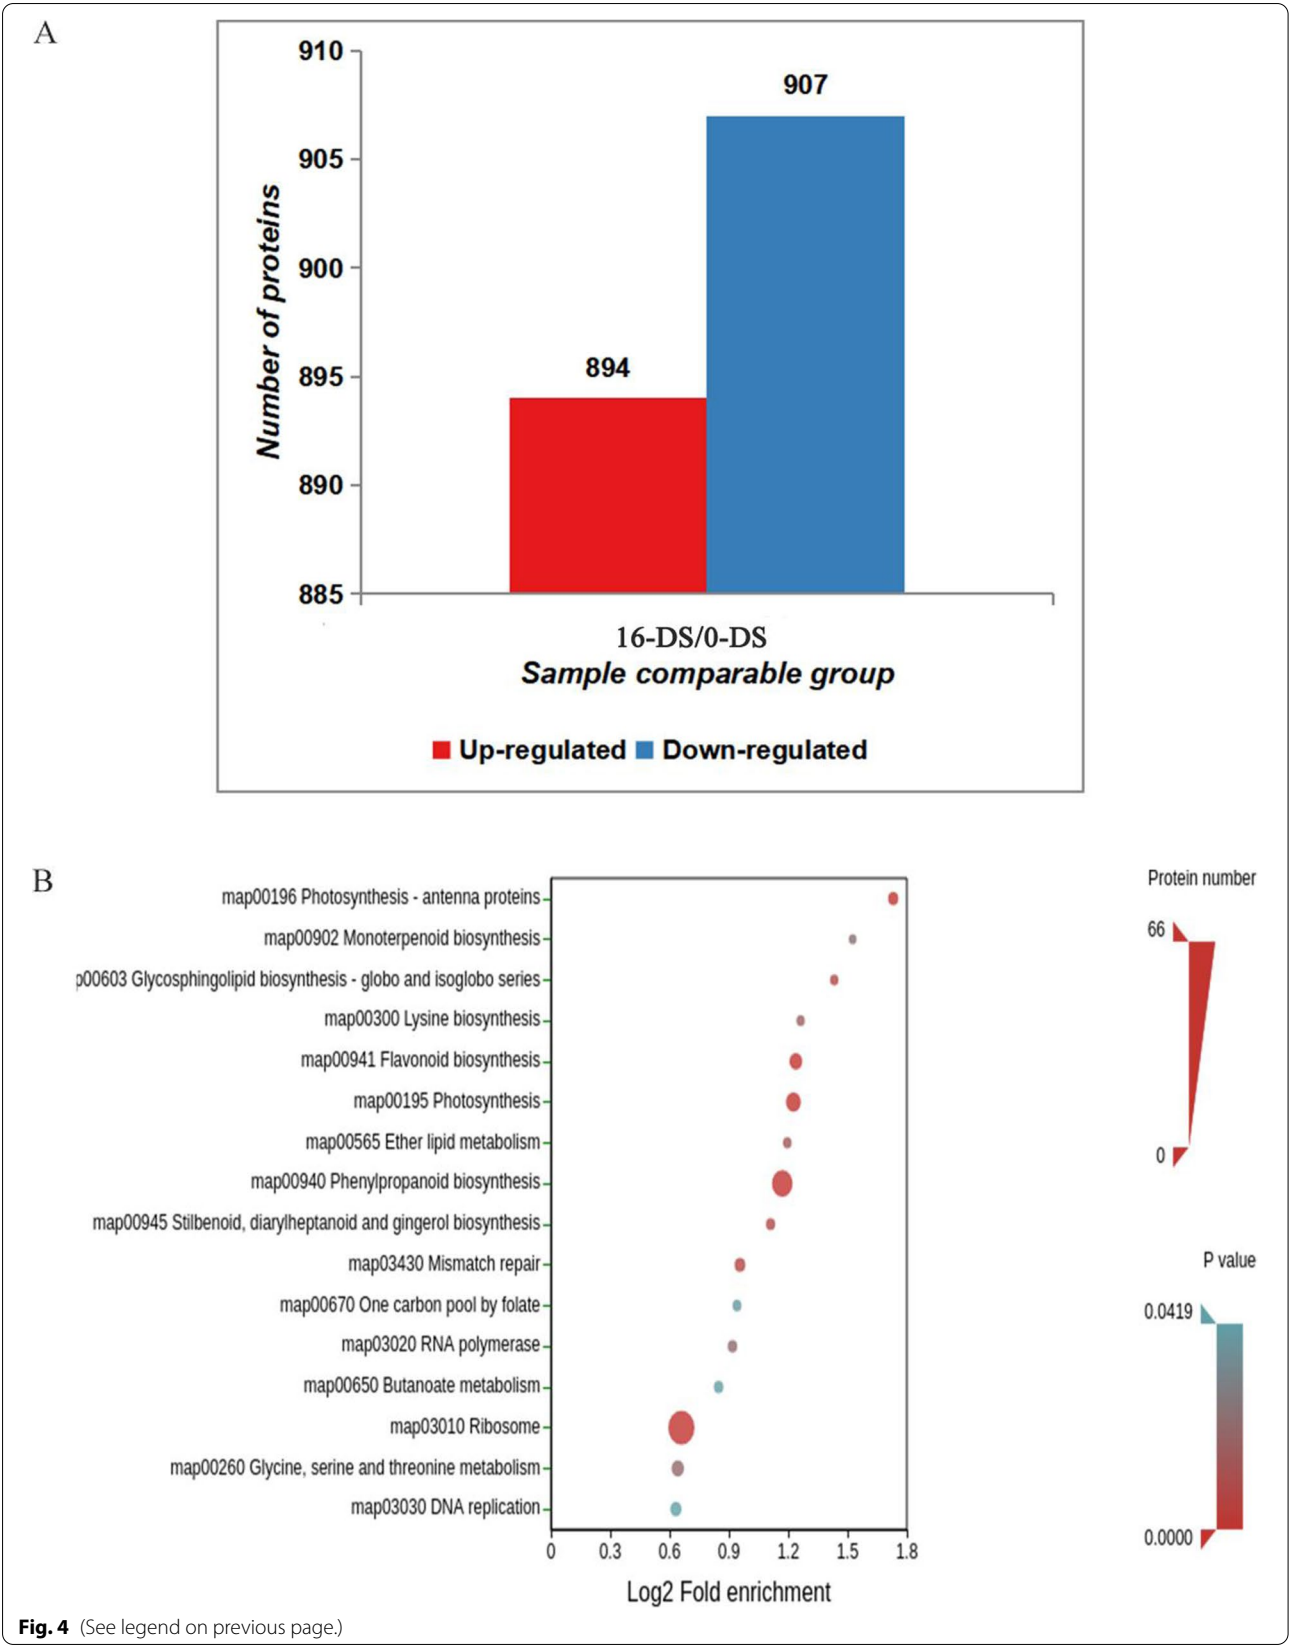 A
910
905
900
895
890
885
Number of proteins
894
907
16-DS/0-DS
Sample comparable group
Up-regulated Down-regulated
B
map00196 Photosynthesis - antenna proteins
map00902 Monoterpenoid biosynthesis
p00603 Glycosphingolipid biosynthesis - globo and isoglobo series
map00300 Lysine biosynthesis
map00941 Flavonoid biosynthesis
map00195 Photosynthesis
map00565 Ether lipid metabolism
map00940 Phenylpropanoid biosynthesis
map00945 Stilbenoid, diarylheptanoid and gingerol biosynthesis
map03430 Mismatch repair
map00670 One carbon pool by folate
map03020 RNA polymerase
map00650 Butanoate metabolism
map03010 Ribosome
map00260 Glycine, serine and threonine metabolism
map03030 DNA replication
0 0.3 0.6 0.9 1.2 1.5 1.8
Log2 Fold enrichment
Protein number
66
0
P value
0.0419
0.0000
Fig. 4 (See legend on previous page.)